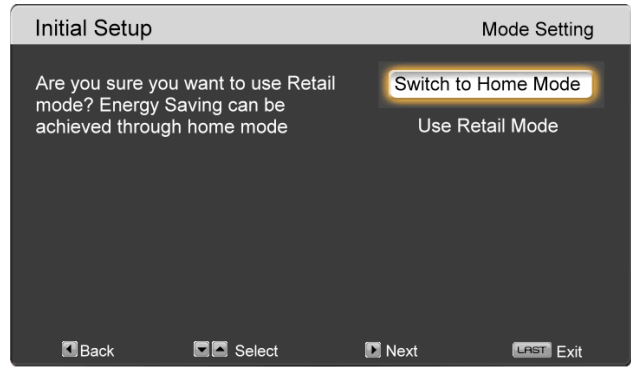 Initial Setup Mode Setting
Are you sure you want to use Retail
mode? Energy Saving can be
achieved through home mode
Switch to Home Mode
Use Retail Mode
Back Select Next LAST Exit